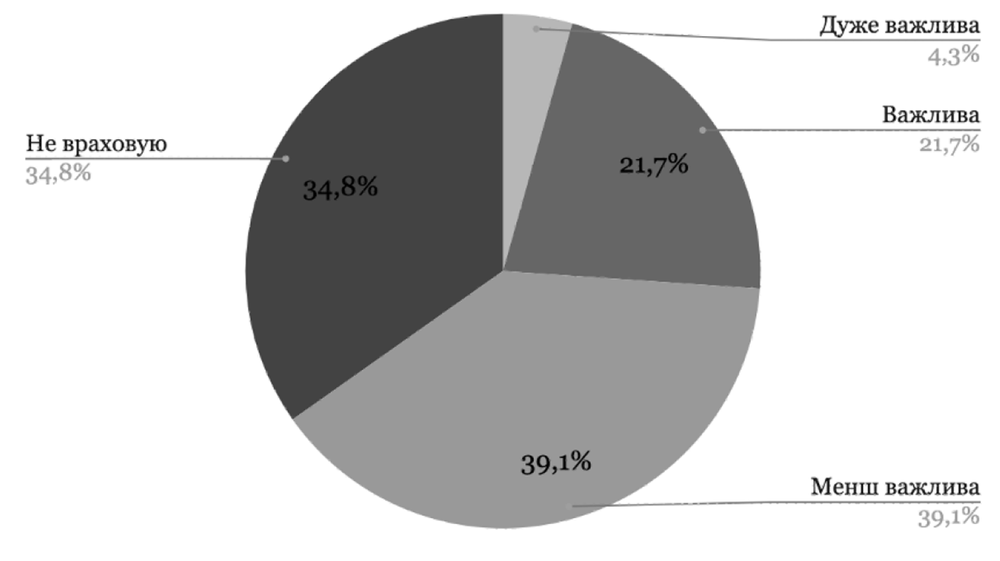 Дуже важлива
4,3%
Важлива
21,7%
21,7%
Не враховую
34,8%
34,8%
39,1%
Менш важлива
39,1%